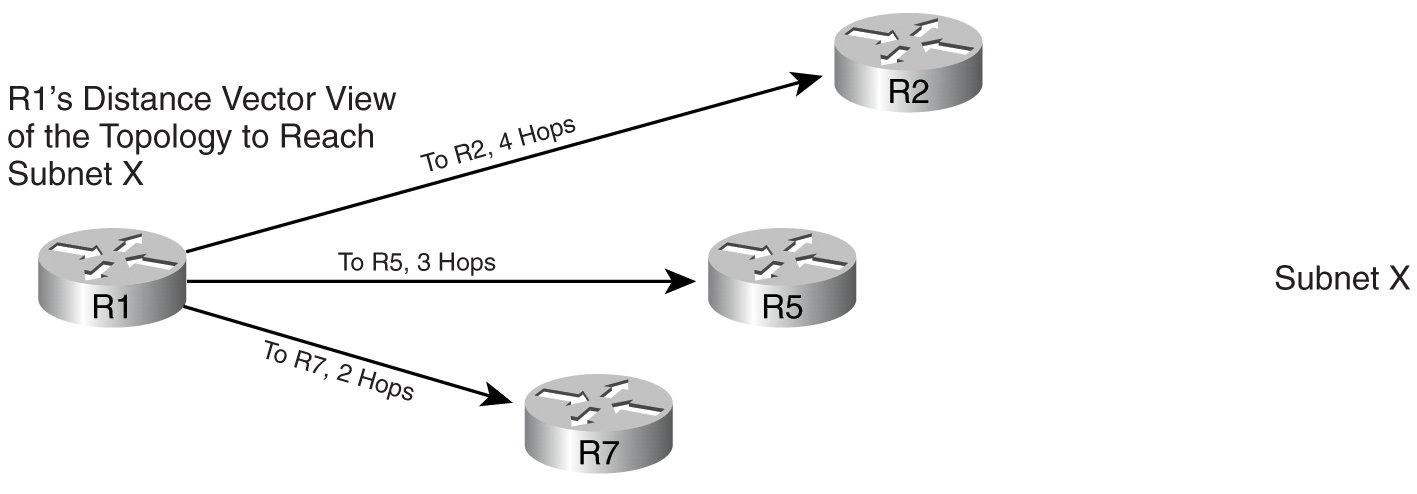 R1’s Distance Vector View
of the Topology to Reach
Subnet X
To R2, 4 Hops
R2
To R5, 3 Hops
R1
R5
Subnet X
To R7, 2 Hops
R7